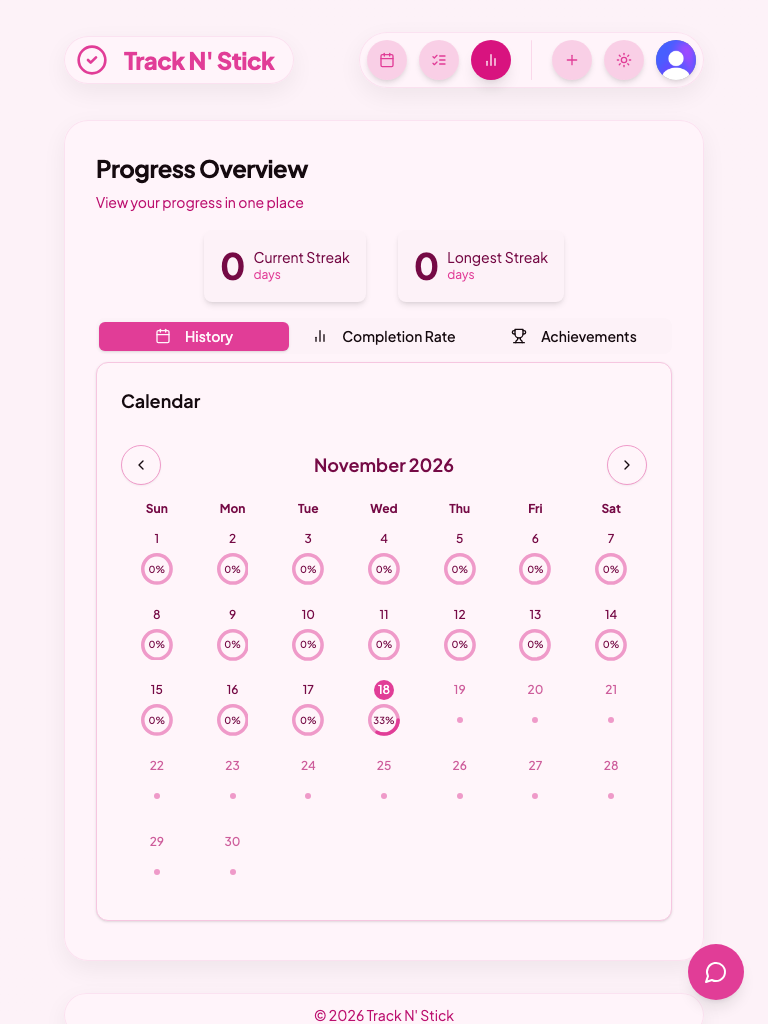 Track N' Stick
Progress Overview
View your progress in one place
0 Current Streak
days
0 Longest Streak
days
History Completion Rate Achievements
Calendar
November 2026
Sun Mon Tue Wed Thu Fri Sat
1 2 3 4 5 6 7
0% 0% 0% 0% 0% 0% 0%
8 9 10 11 12 13 14
0% 0% 0% 0% 0% 0% 0%
15 16 17 18 19 20 21
0% 0% 0% 33%
22 23 24 25 26 27 28
29 30
© 2026 Track N' Stick